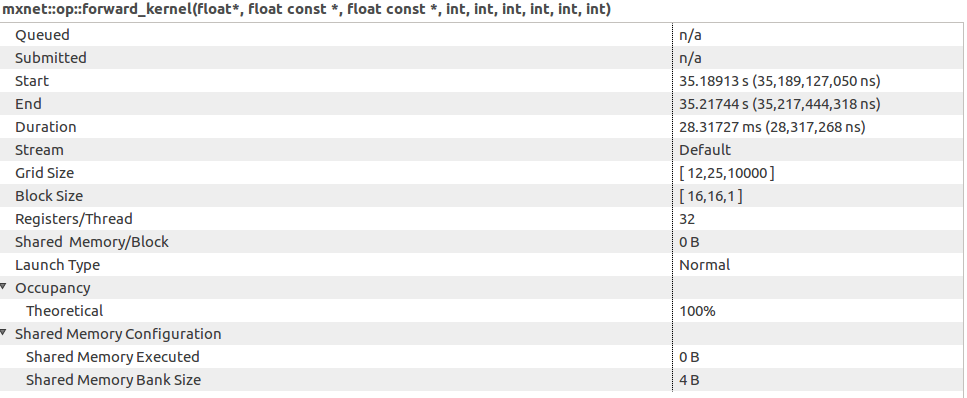 mxnet::op::forward_kernel(float*, float const *, float const *, int, int, int, int, int, int)
Queued n/a
Submitted n/a
Start 35.18913 s (35,189,127,050 ns)
End 35.21744 s (35,217,444,318 ns)
Duration 28.31727 ms (28,317,268 ns)
Stream Default
Grid Size [ 12,25,10000 ]
Block Size [ 16,16,1 ]
Registers/Thread 32
Shared Memory/Block 0 B
Launch Type Normal
Occupancy
Theoretical 100%
Shared Memory Configuration
Shared Memory Executed 0 B
Shared Memory Bank Size 4 B